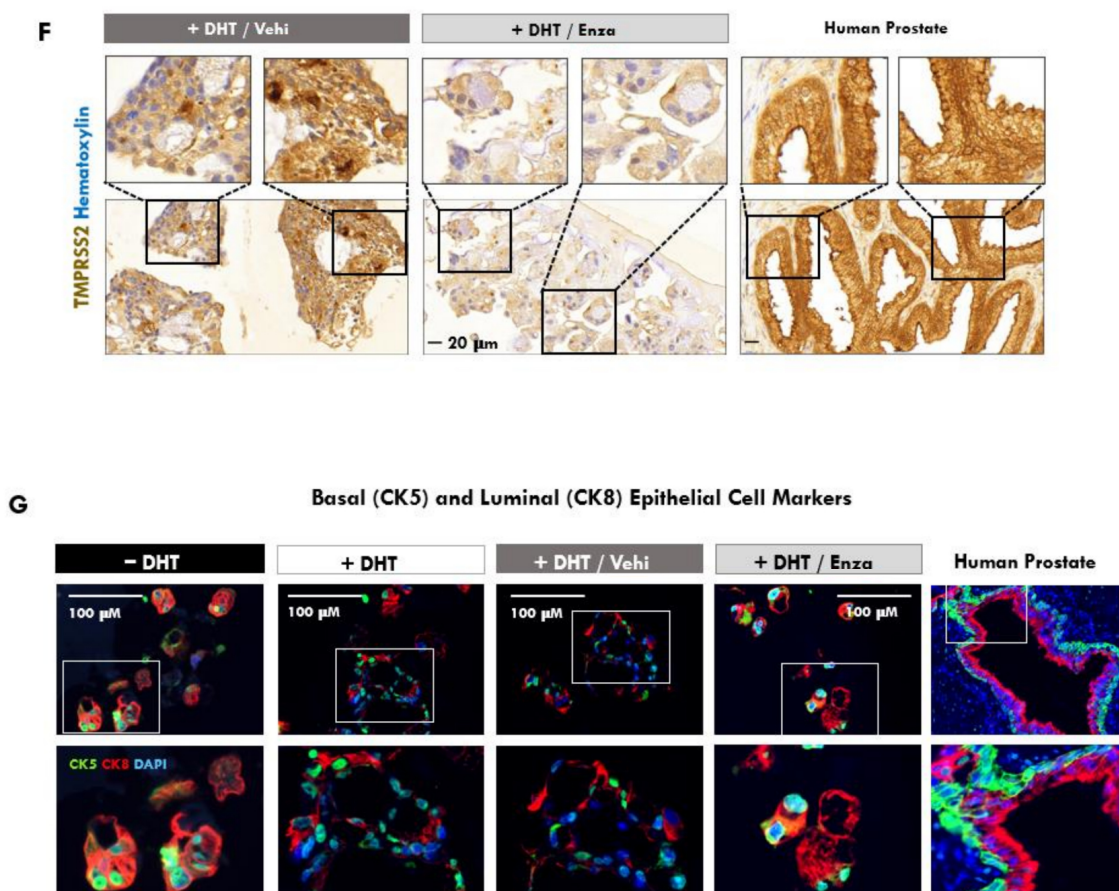 F
+ DHT / Vehi
+ DHT / Enza
Human Prostate
TMPRSS2 Hematoxylin
20 µm
G
Basal (CK5) and Luminal (CK8) Epithelial Cell Markers
– DHT
+ DHT
+ DHT / Vehi
+ DHT / Enza
Human Prostate
100 µM
100 µM
100 µM
100 µM
CK5 CK8 DAPI